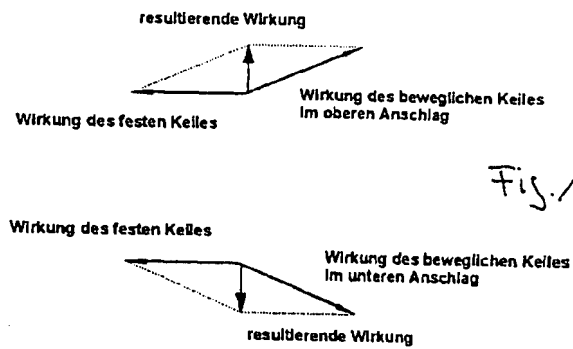 resultierende Wirkung
Wirkung des festen Keiles
Wirkung des beweglichen Keiles
im oberen Anschlag
Fig. 1
Wirkung des festen Keiles
Wirkung des beweglichen Keiles
im unteren Anschlag
resultierende Wirkung